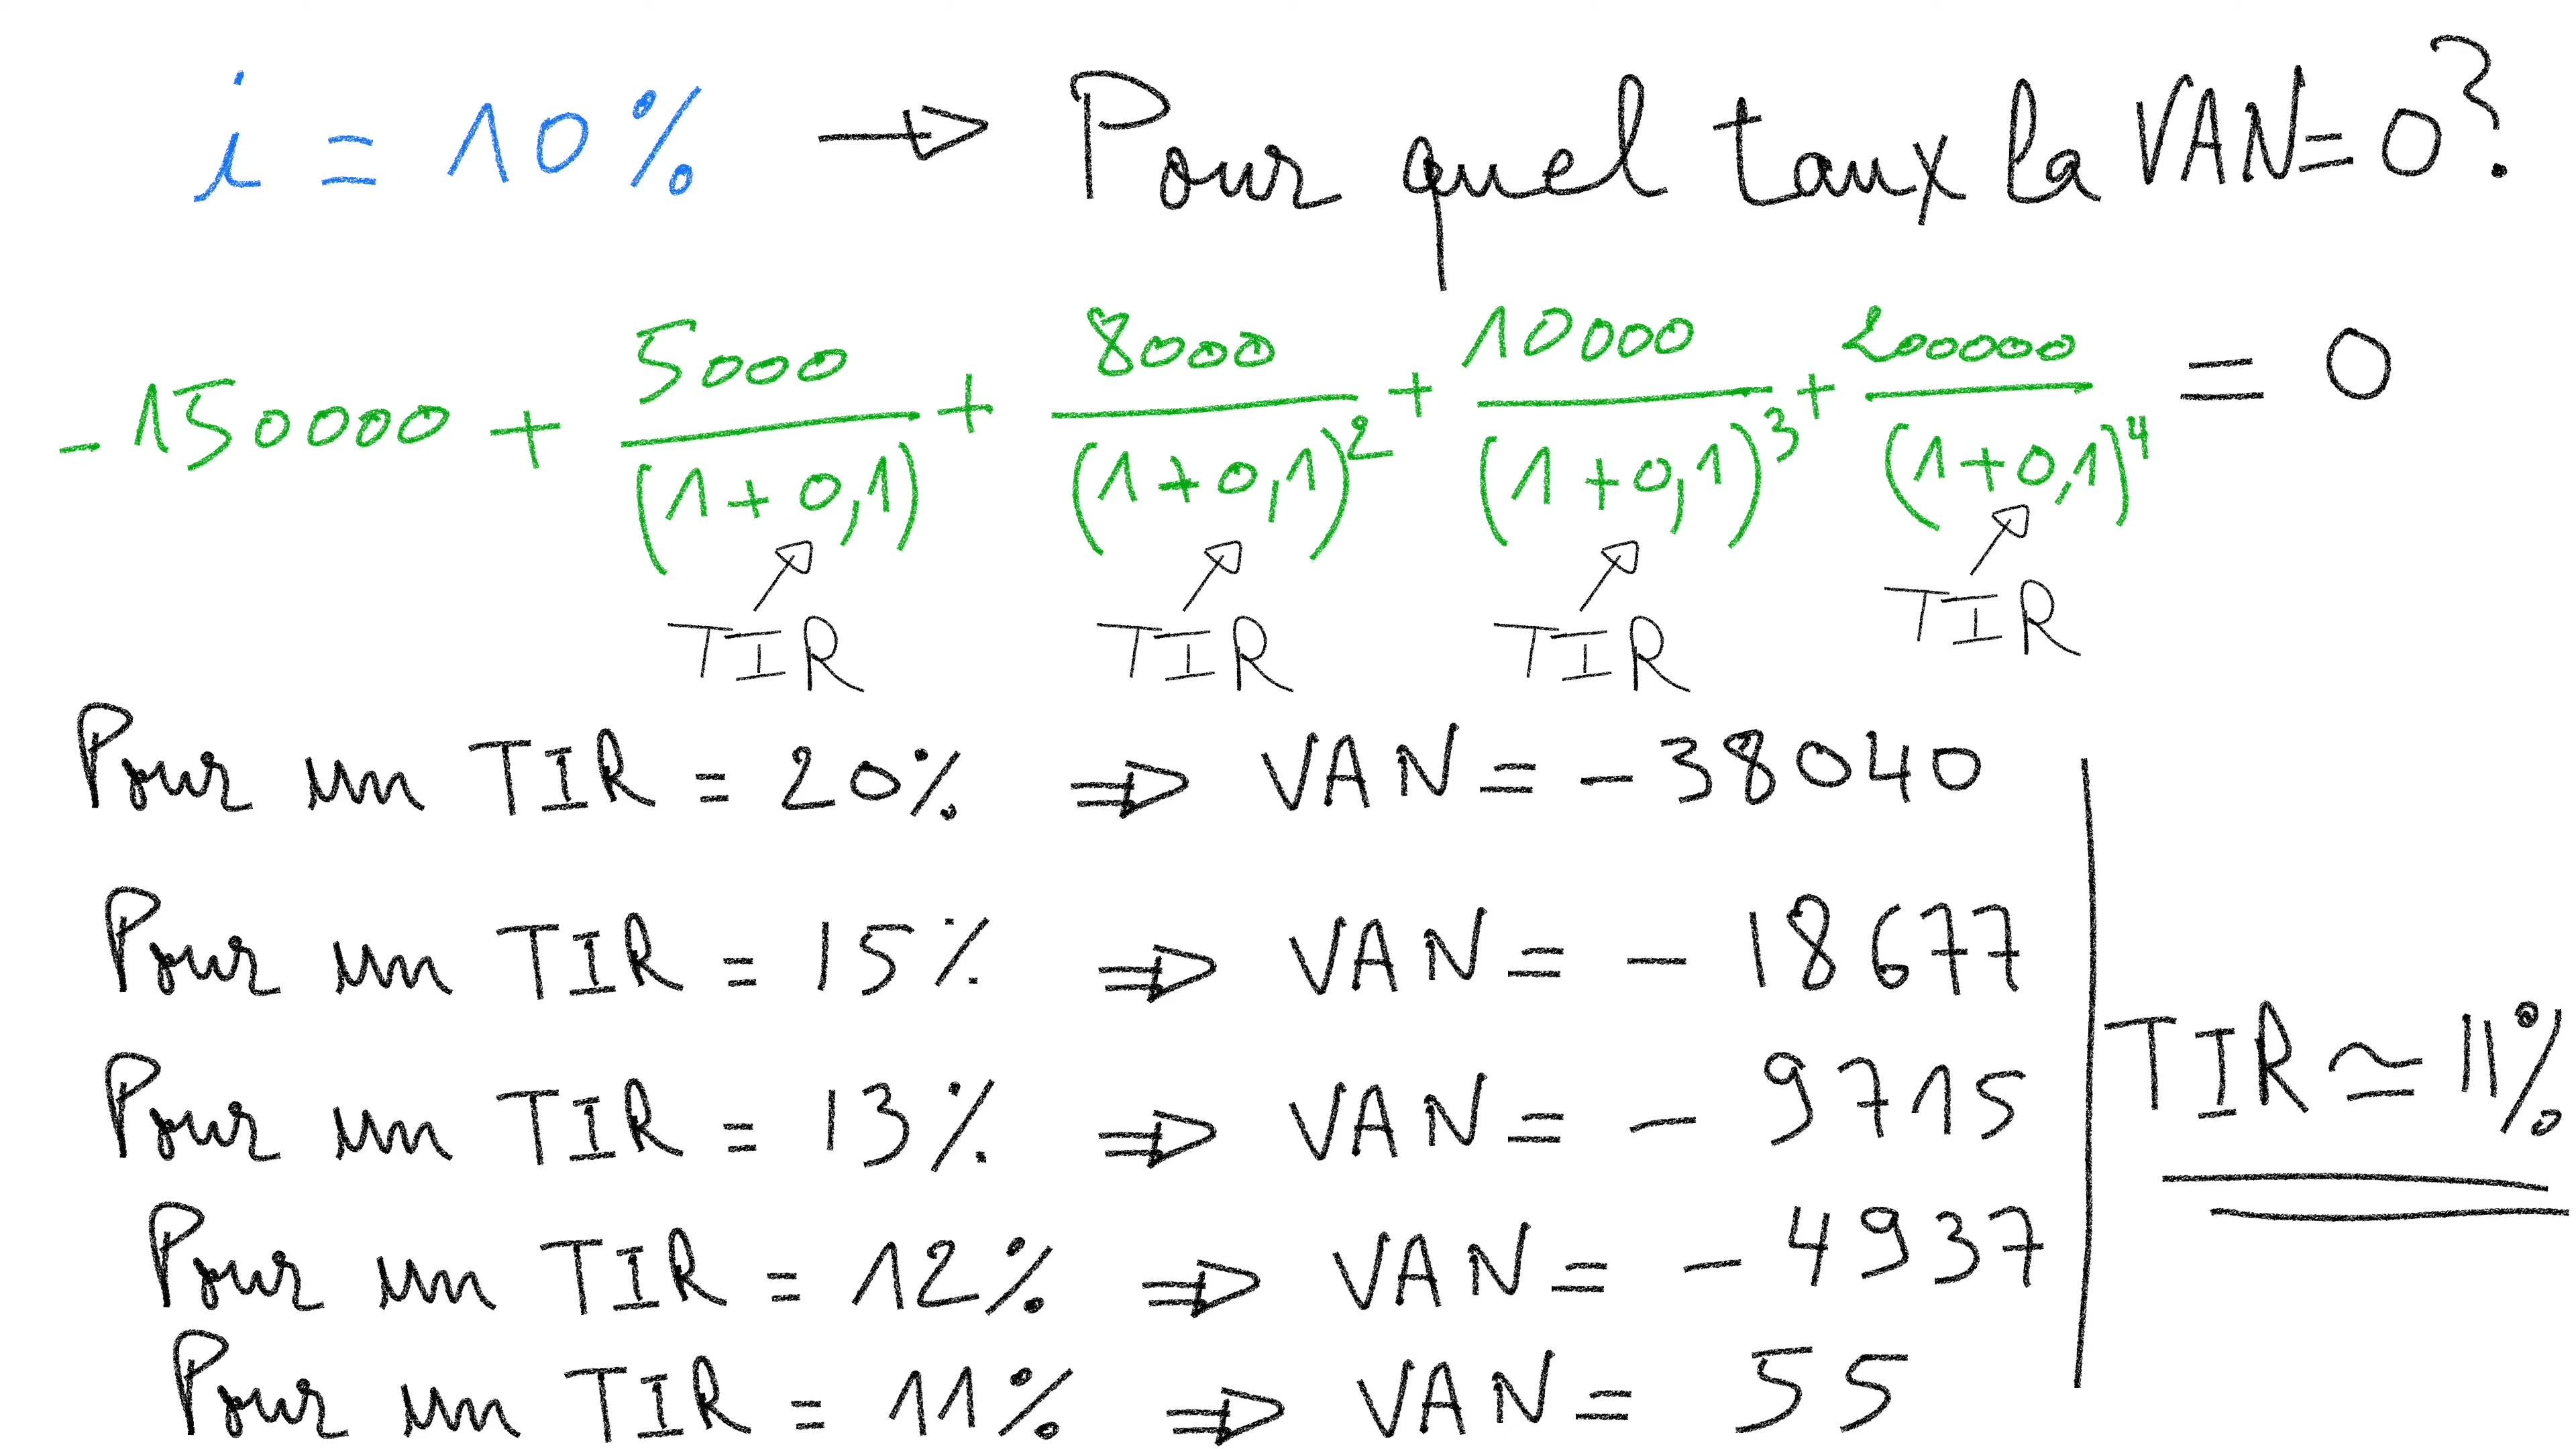 i = 10% → Pour quel taux la VAN = 0?
-150000 + 5000/(1+0,1) + 8000/(1+0,1)² + 10000/(1+0,1)³ + 200000/(1+0,1)⁴ = 0
TIR TIR TIR TIR
Pour un TIR = 20% ⇒ VAN = - 38040
Pour un TIR = 15% ⇒ VAN = - 18677
Pour un TIR = 13% ⇒ VAN = - 9715
Pour un TIR = 12% ⇒ VAN = - 4937
Pour un TIR = 11% ⇒ VAN = 55
TIR ≃ 11%